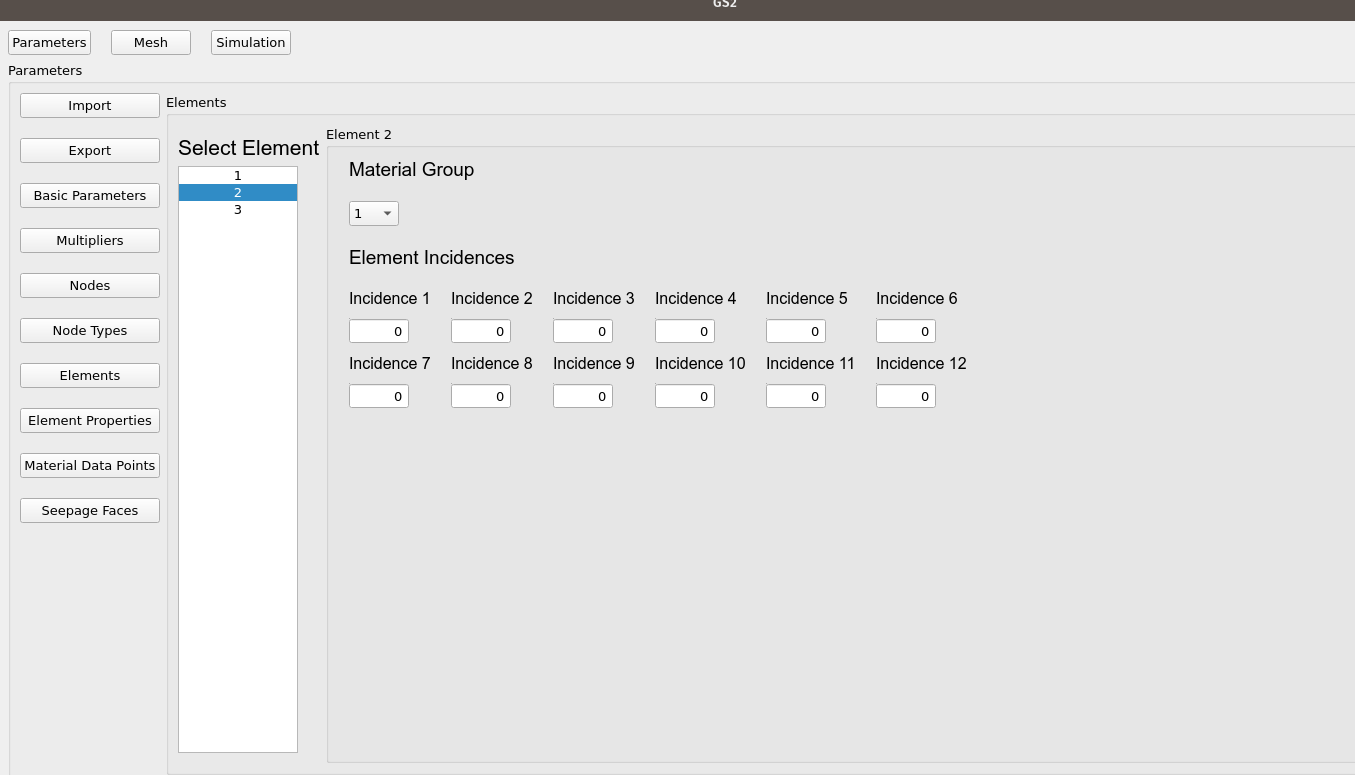 GS2
Parameters Mesh Simulation
Parameters
Import
Export
Basic Parameters
Multipliers
Nodes
Node Types
Elements
Element Properties
Material Data Points
Seepage Faces
Elements
Select Element
1
2
3
Element 2
Material Group
1
Element Incidences
Incidence 1 Incidence 2 Incidence 3 Incidence 4 Incidence 5 Incidence 6
0 0 0 0 0 0
Incidence 7 Incidence 8 Incidence 9 Incidence 10 Incidence 11 Incidence 12
0 0 0 0 0 0